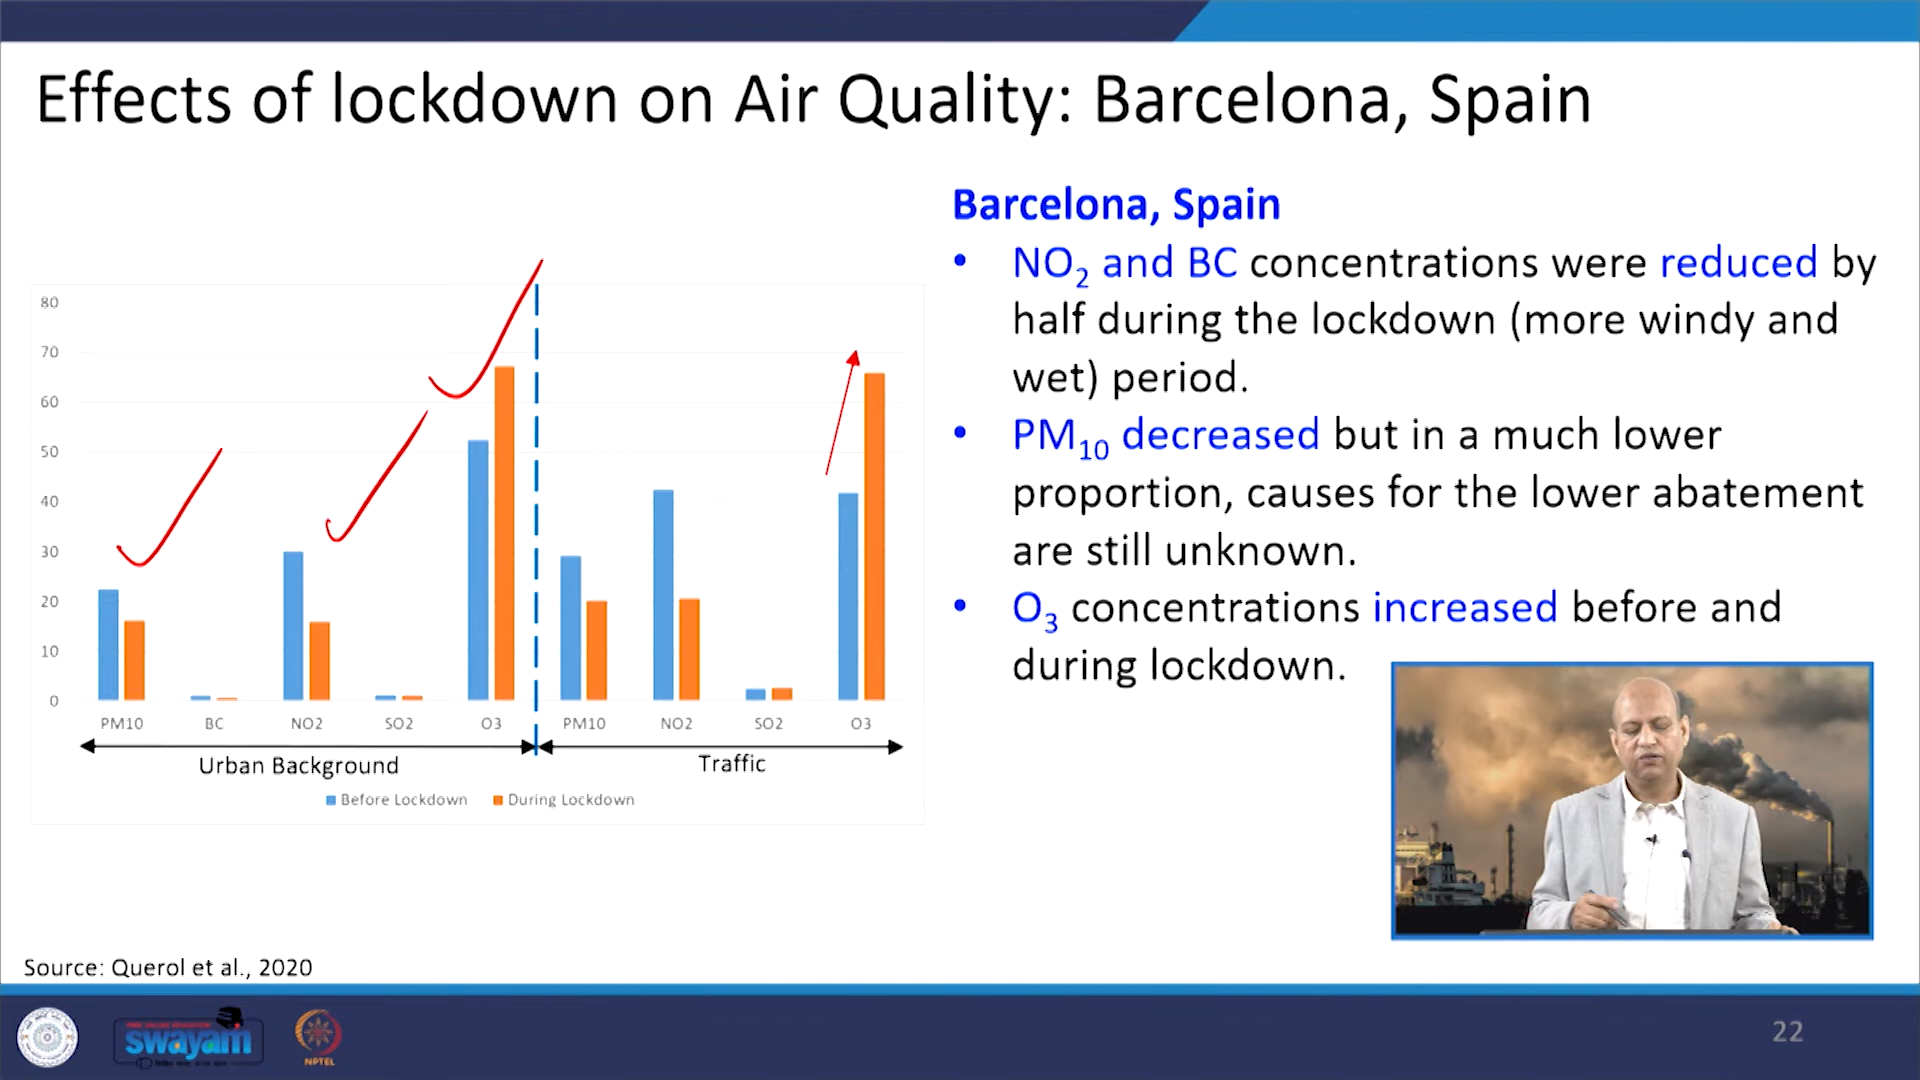 Effects of lockdown on Air Quality: Barcelona, Spain
Barcelona, Spain
• NO2 and BC concentrations were reduced by
half during the lockdown (more windy and
wet) period.
• PM10 decreased but in a much lower
proportion, causes for the lower abatement
are still unknown.
• O3 concentrations increased before and
during lockdown.
80
70
60
50
40
30
20
10
0
PM10 BC NO2 SO2 O3 PM10 NO2 SO2 O3
Urban Background Traffic
Before Lockdown During Lockdown
Source: Querol et al., 2020
swayam
NPTEL
22